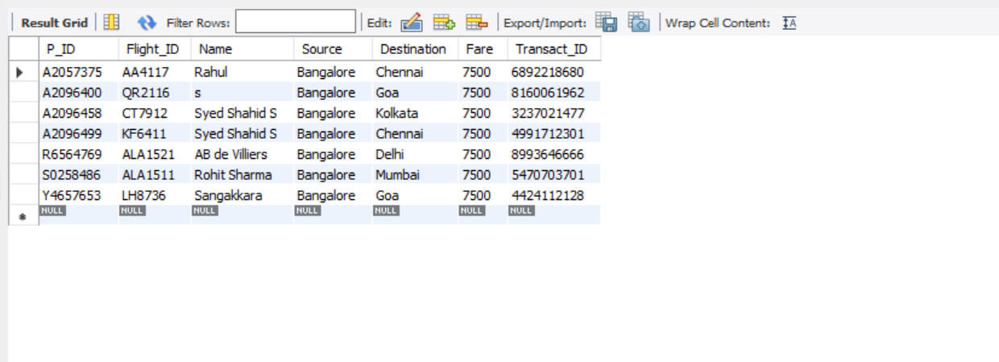 Result Grid Filter Rows: Edit: Export/Import: Wrap Cell Content: IA
P_ID Flight_ID Name Source Destination Fare Transact_ID
A2057375 AA4117 Rahul Bangalore Chennai 7500 6892218680
A2096400 QR2116 s Bangalore Goa 7500 8160061962
A2096458 CT7912 Syed Shahid S Bangalore Kolkata 7500 3237021477
A2096499 KF6411 Syed Shahid S Bangalore Chennai 7500 4991712301
R6564769 ALA1521 AB de Villiers Bangalore Delhi 7500 8993646666
S0258486 ALA1511 Rohit Sharma Bangalore Mumbai 7500 5470703701
Y4657653 LH8736 Sangakkara Bangalore Goa 7500 4424112128
NULL NULL NULL NULL NULL NULL NULL